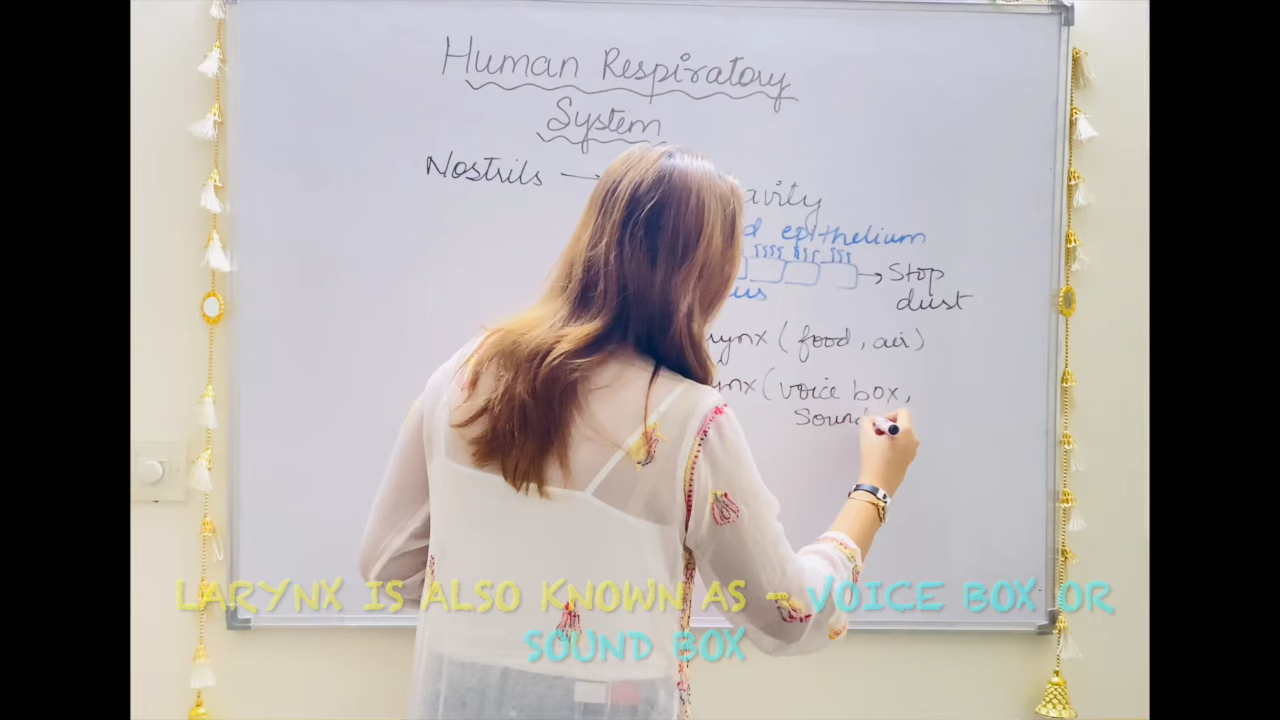 Human Respiratory
System
Nostrils →
avity
d epithelium
→ Stop
us dust
ynx (food, air)
ynx (voice box,
Sound
LARYNX IS ALSO KNOWN AS - VOICE BOX OR
SOUND BOX